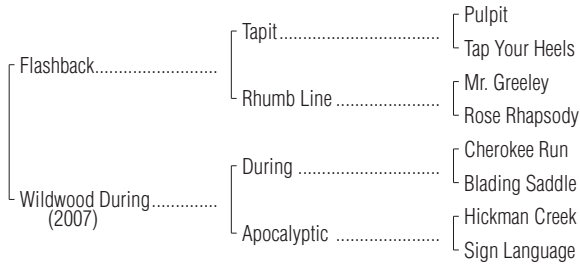 Pulpit
Tapit
Tap Your Heels
Flashback
Mr. Greeley
Rhumb Line
Rose Rhapsody
Cherokee Run
During
Blading Saddle
Wildwood During
(2007)
Hickman Creek
Apocalyptic
Sign Language